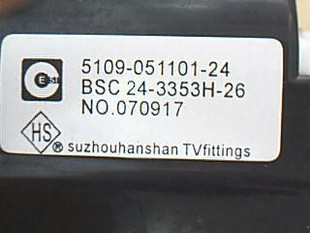 5109-051101-24
BSC 24-3353H-26
NO.070917
HS
® suzhouhanshan TVfittings